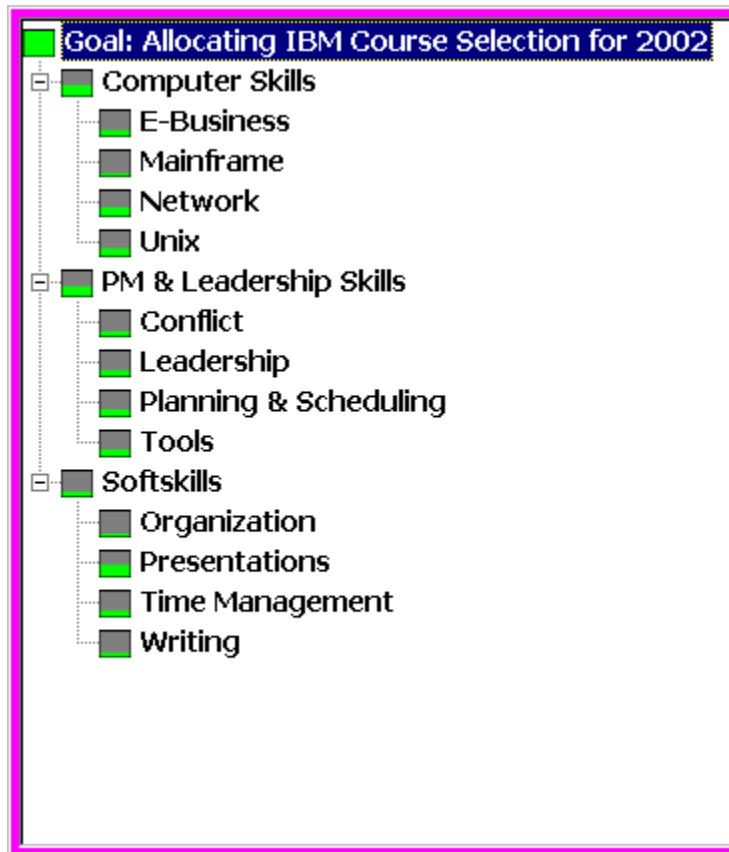 Goal: Allocating IBM Course Selection for 2002
Computer Skills
E-Business
Mainframe
Network
Unix
PM & Leadership Skills
Conflict
Leadership
Planning & Scheduling
Tools
Softskills
Organization
Presentations
Time Management
Writing